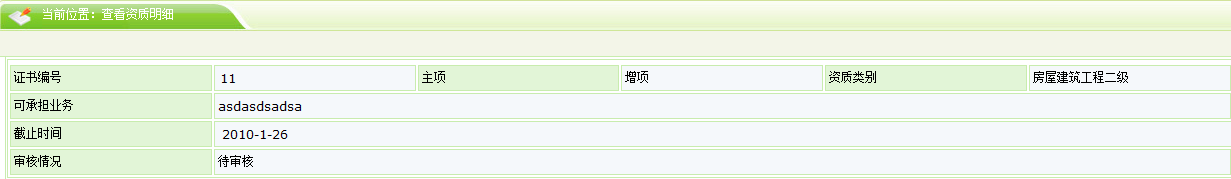 当前位置：查看资质明细
证书编号 11 主项 增项 资质类别 房屋建筑工程二级
可承担业务 asdasdsadsa
截止时间 2010-1-26
审核情况 待审核